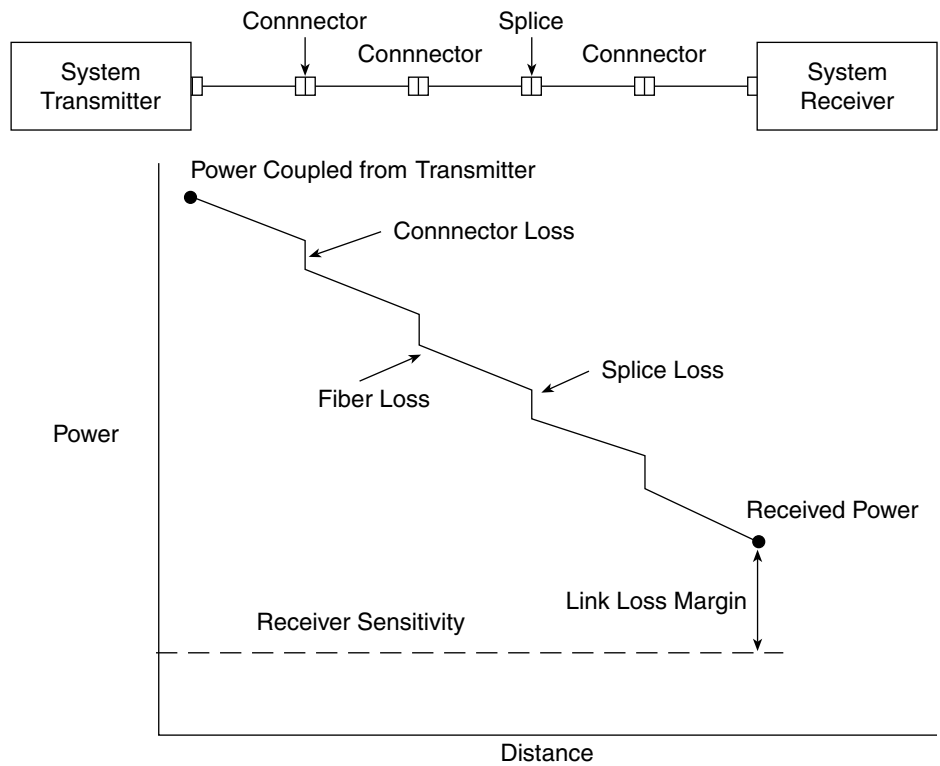 Connnector
Splice
System
Transmitter
Connnector
Connnector
System
Receiver
Power Coupled from Transmitter
Connnector Loss
Fiber Loss
Splice Loss
Power
Received Power
Link Loss Margin
Receiver Sensitivity
Distance